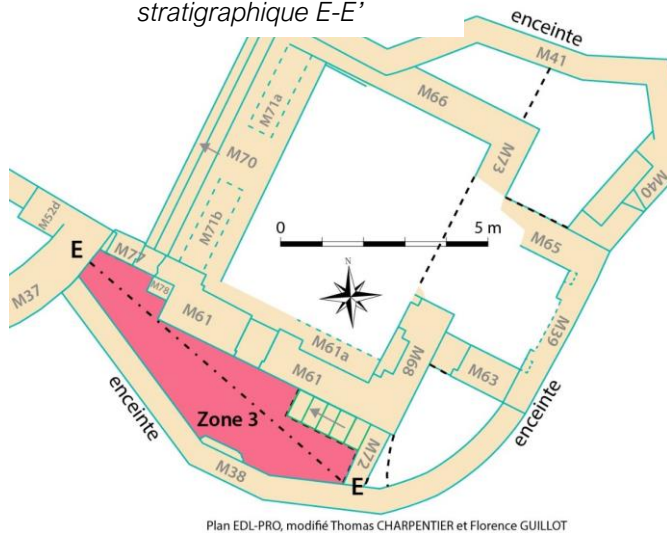 stratigraphique E-E’
enceinte
M41
M66
M71a
M70
M73
M40
M71b
M65
M52d
E
M77
0
5 m
N
M78
M37
M61
M61a
M39
M68
M61
M63
enceinte
Zone 3
enceinte
M72
M38
E'
Plan EDL-PRO, modifié Thomas CHARPENTIER et Florence GUILLOT